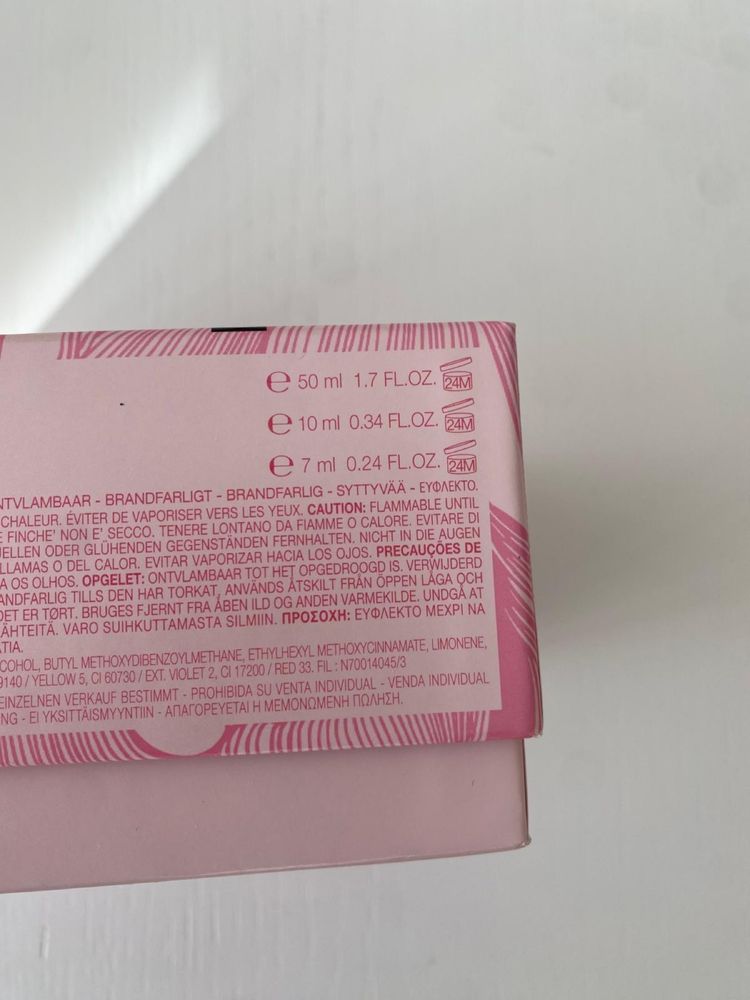 e 50 ml 1.7 FL.OZ. 24M
e 10 ml 0.34 FL.OZ. 24M
e 7 ml 0.24 FL.OZ. 24M
NTVLAMBAAR - BRANDFARLIGT - BRANDFARLIG - SYTTYVÄÄ - ΕΥΦΛΕΚΤΟ.
CHALEUR. ÉVITER DE VAPORISER VERS LES YEUX. CAUTION: FLAMMABLE UNTIL
E FINCHE' NON E' SECCO. TENERE LONTANO DA FIAMME O CALORE. EVITARE DI
UELLEN ODER GLÜHENDEN GEGENSTÄNDEN FERNHALTEN. NICHT IN DIE AUGEN
LLAMAS O DEL CALOR. EVITAR VAPORIZAR HACIA LOS OJOS. PRECAUÇÕES DE
A OS OLHOS. OPGELET: ONTVLAMBAAR TOT HET OPGEDROOGD IS. VERWIJDERD
ANDFARLIG TILLS DEN HAR TORKAT, ANVÄNDS ÅTSKILT FRÅN ÖPPEN LÅGA OCH
DET ER TØRT. BRUGES FJERNT FRA ÅBEN ILD OG ANDEN VARMEKILDE. UNDGÅ AT
ÄHTEITÄ. VARO SUIHKUTTAMASTA SILMIIN. ΠΡΟΣΟΧΗ: ΕΥΦΛΕΚΤΟ ΜΕΧΡΙ ΝΑ
ΑΤΙΑ.
COHOL, BUTYL METHOXYDIBENZOYLMETHANE, ETHYLHEXYL METHOXYCINNAMATE, LIMONENE,
9140 / YELLOW 5, CI 60730 / EXT. VIOLET 2, CI 17200 / RED 33. FIL : N70014045/3
EINZELNEN VERKAUF BESTIMMT - PROHIBIDA SU VENTA INDIVIDUAL - VENDA INDIVIDUAL
NG - EI YKSITTÄISMYYNTIIN - ΑΠΑΓΟΡΕΥΕΤΑΙ Η ΜΕΜΟΝΩΜΕΝΗ ΠΩΛΗΣΗ.